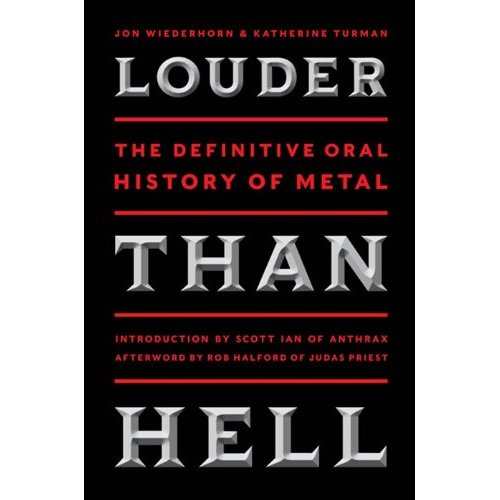 JON WIEDERHORN & KATHERINE TURMAN
LOUDER
THE DEFINITIVE ORAL
HISTORY OF METAL
THAN
INTRODUCTION BY SCOTT IAN OF ANTHRAX
AFTERWORD BY ROB HALFORD OF JUDAS PRIEST
HELL